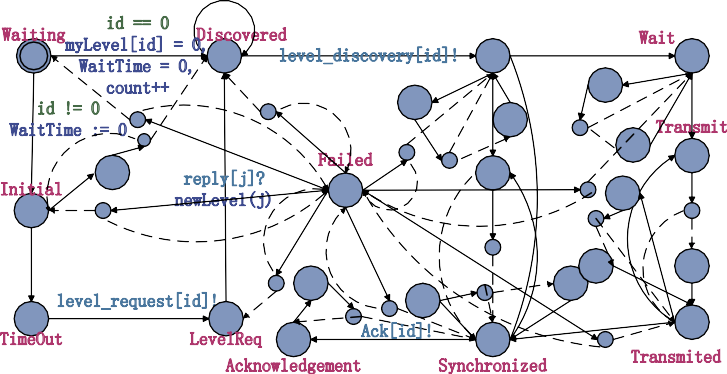 id == 0
Waiting
Discovered
Wait
myLevel[id] = 0,
level_discovery[id]!
WaitTime = 0,
count++
id != 0
WaitTime := 0
Transmit
Failed
reply[j]?
newLevel(j)
Initial
level_request[id]!
TimeOut
LevelReq
Ack[id]!
Acknowledgement
Synchronized
Transmited